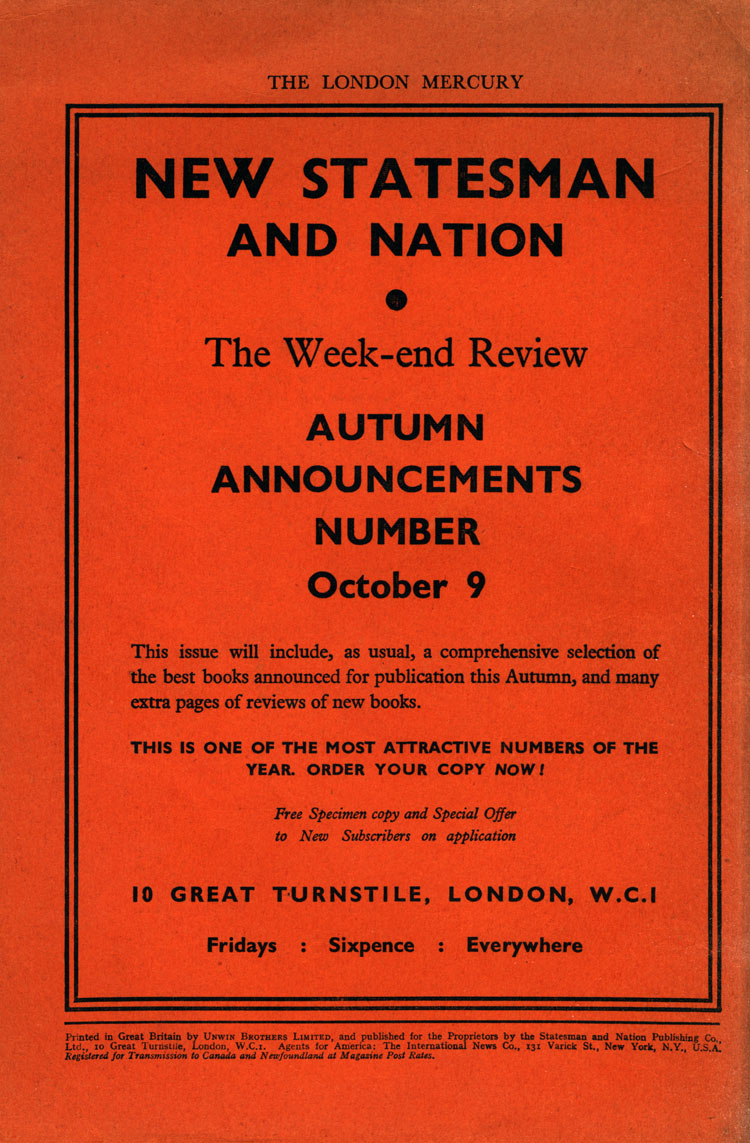 THE LONDON MERCURY
NEW STATESMAN
AND NATION
The Week-end Review
AUTUMN
ANNOUNCEMENTS
NUMBER
October 9
This issue will include, as usual, a comprehensive selection of
the best books announced for publication this Autumn, and many
extra pages of reviews of new books.
THIS IS ONE OF THE MOST ATTRACTIVE NUMBERS OF THE
YEAR. ORDER YOUR COPY NOW!
Free Specimen copy and Special Offer
to New Subscribers on application
10 GREAT TURNSTILE, LONDON, W.C.1
Fridays : Sixpence : Everywhere
Printed in Great Britain by UNWIN BROTHERS LIMITED, and published for the Proprietors by the Statesman and Nation Publishing Co.,
Ltd., 10 Great Turnstile, London, W.C.1. Agents for America: The International News Co., 131 Varick St., New York, N.Y., U.S.A.
Registered for Transmission to Canada and Newfoundland at Magazine Post Rates.